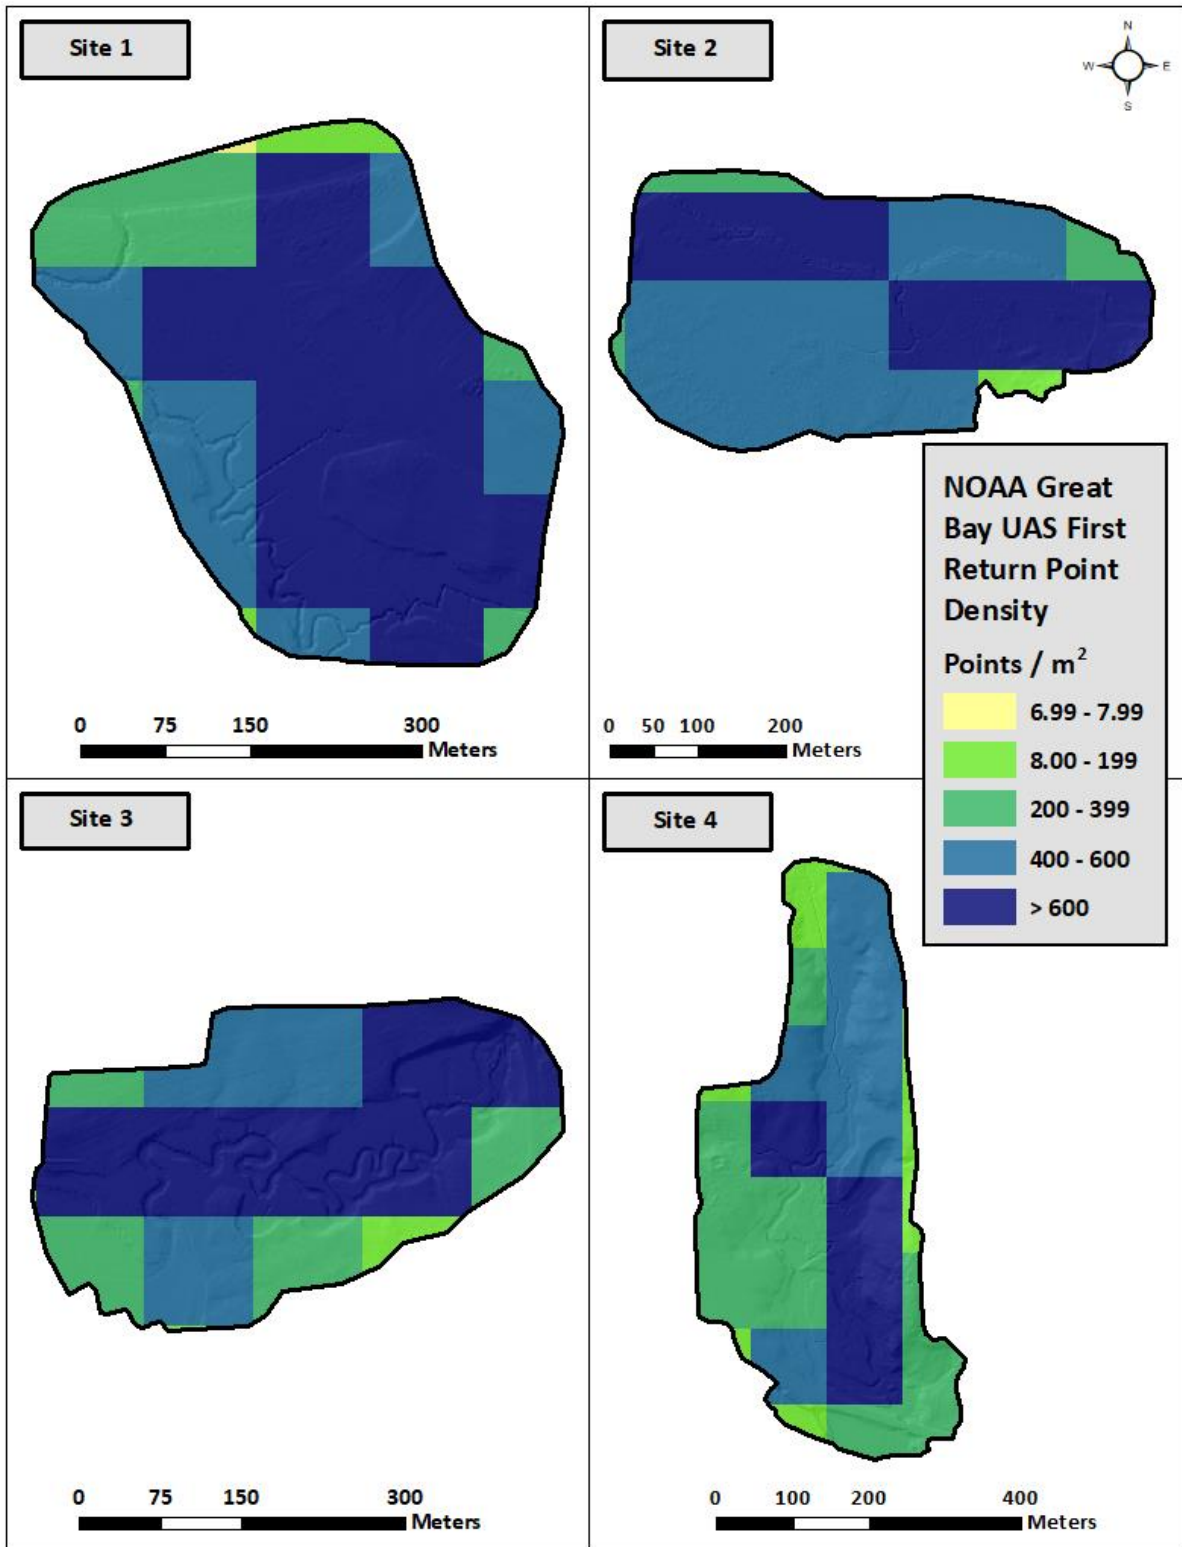 Site 1
Site 2
N
W E
S
0 75 150 300
Meters
0 50 100 200
Meters
NOAA Great
Bay UAS First
Return Point
Density
Points / m²
6.99 - 7.99
8.00 - 199
200 - 399
400 - 600
> 600
Site 3
Site 4
0 75 150 300
Meters
0 100 200 400
Meters